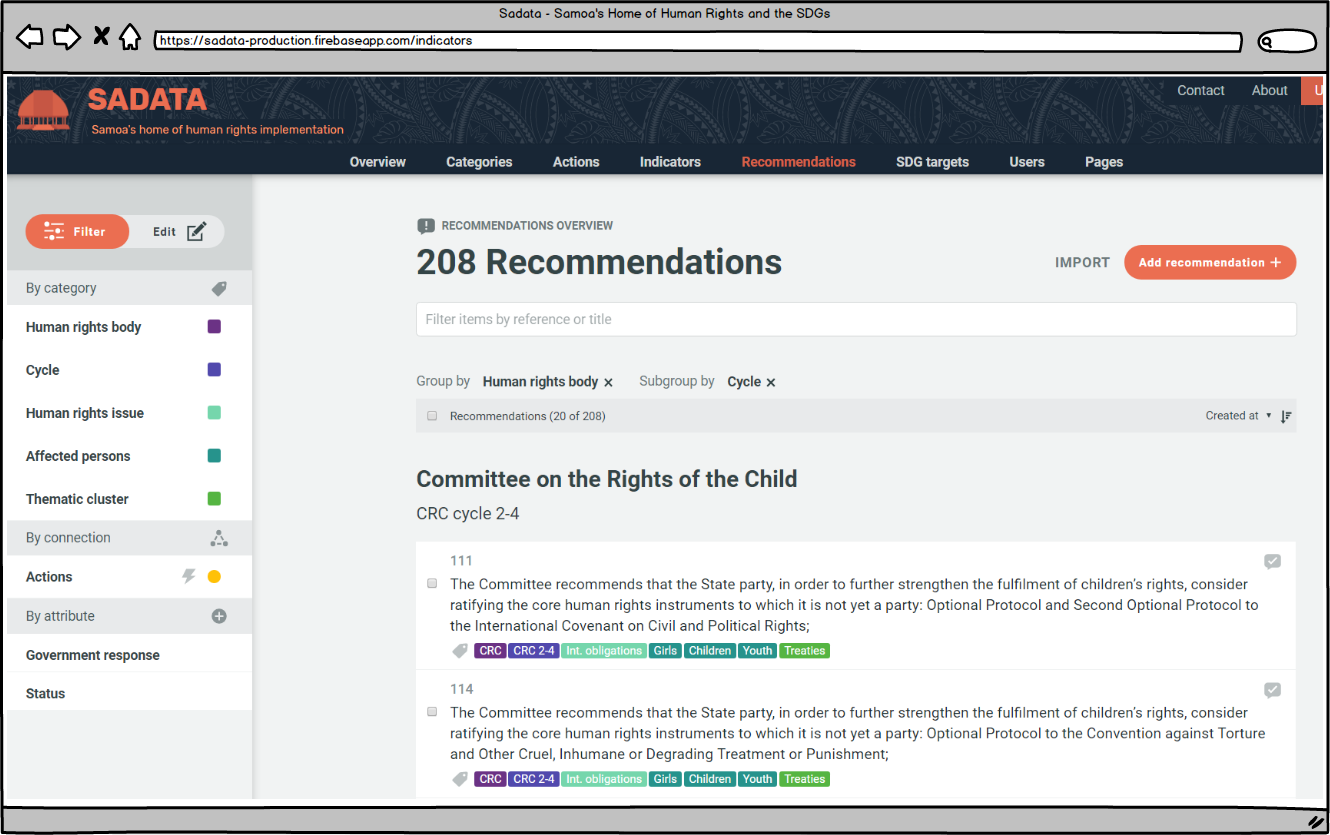 Sadata - Samoa's Home of Human Rights and the SDGs
https://sadata-production.firebaseapp.com/indicators
SADATA
Samoa's home of human rights implementation
Contact About U
Overview Categories Actions Indicators Recommendations SDG targets Users Pages
Filter Edit
By category
Human rights body
Cycle
Human rights issue
Affected persons
Thematic cluster
By connection
Actions
By attribute
Government response
Status
RECOMMENDATIONS OVERVIEW
208 Recommendations
IMPORT Add recommendation +
Filter items by reference or title
Group by Human rights body × Subgroup by Cycle ×
Recommendations (20 of 208) Created at
Committee on the Rights of the Child
CRC cycle 2-4
111
The Committee recommends that the State party, in order to further strengthen the fulfilment of children’s rights, consider
ratifying the core human rights instruments to which it is not yet a party: Optional Protocol and Second Optional Protocol to
the International Covenant on Civil and Political Rights;
CRC CRC 2-4 Int. obligations Girls Children Youth Treaties
114
The Committee recommends that the State party, in order to further strengthen the fulfilment of children’s rights, consider
ratifying the core human rights instruments to which it is not yet a party: Optional Protocol to the Convention against Torture
and Other Cruel, Inhumane or Degrading Treatment or Punishment;
CRC CRC 2-4 Int. obligations Girls Children Youth Treaties